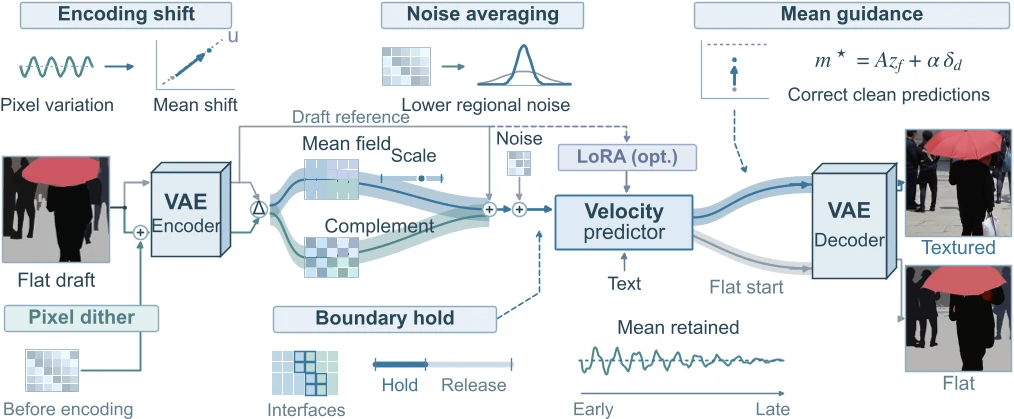 Encoding shift
Noise averaging
Mean guidance
u
m* = Az_f + α δ_d
Pixel variation
Mean shift
Lower regional noise
Correct clean predictions
Draft reference
Mean field
Scale
Noise
LoRA (opt.)
VAE
Encoder
Δ
+
Complement
+
+
Velocity
predictor
VAE
Decoder
Textured
Flat draft
Text
Flat start
Pixel dither
Boundary hold
Mean retained
Hold
Release
Flat
Before encoding
Interfaces
Early
Late